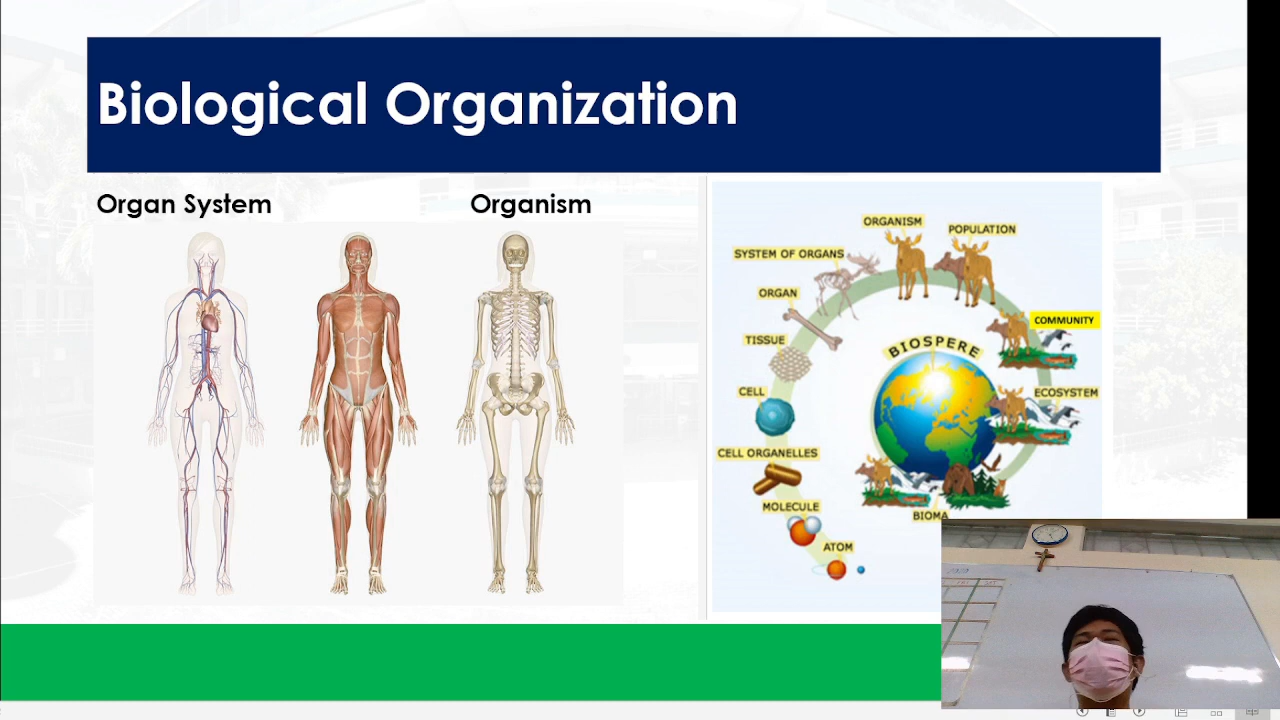 Biological Organization
Organ System
Organism
ORGANISM
POPULATION
SYSTEM OF ORGANS
ORGAN
COMMUNITY
TISSUE
BIOSPERE
CELL
ECOSYSTEM
CELL ORGANELLES
MOLECULE
BIOMA
ATOM